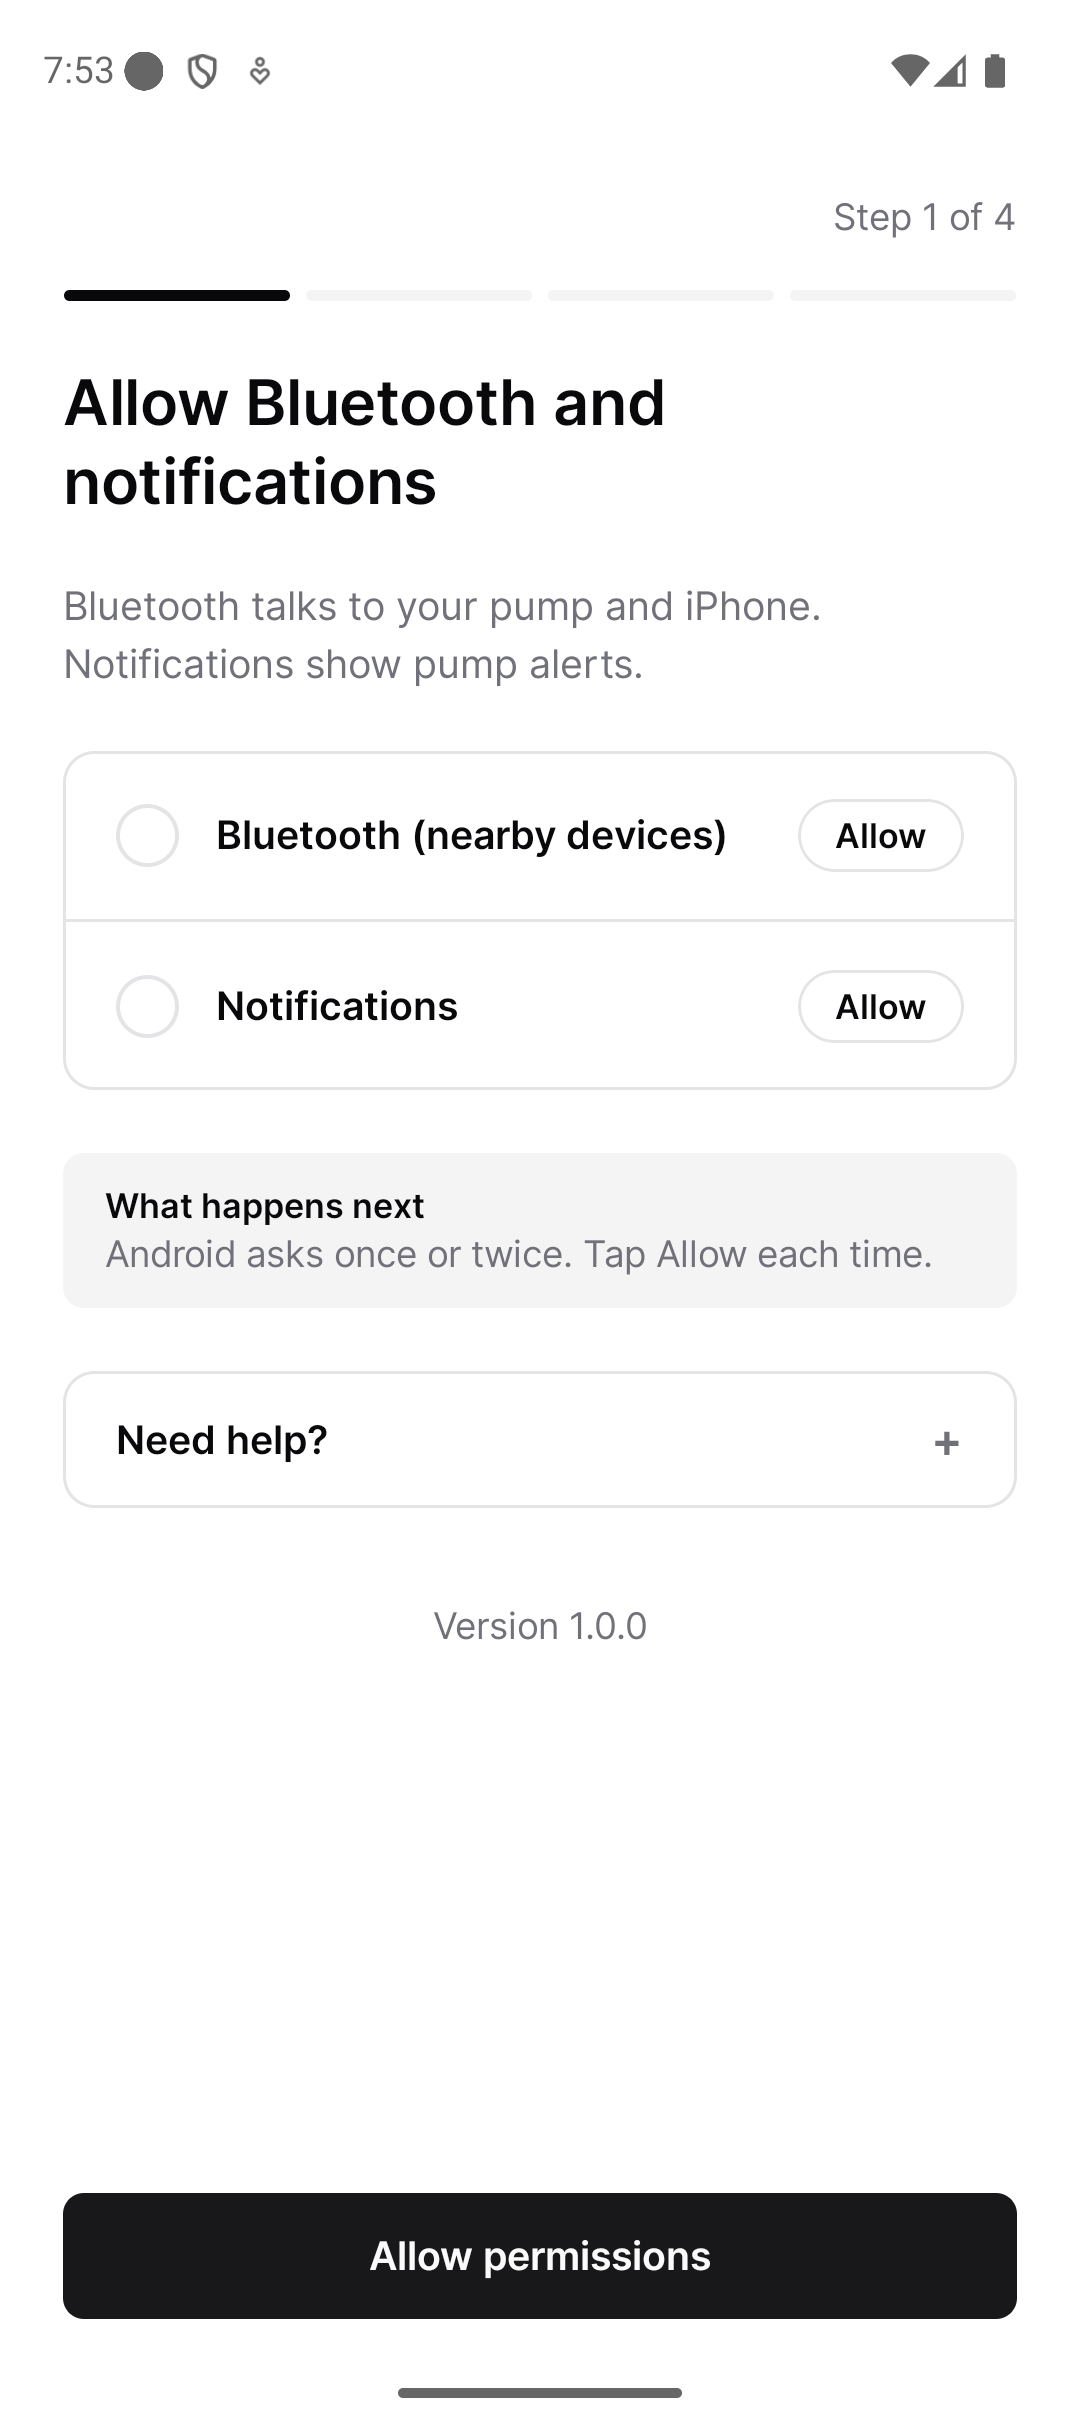 7:53
Step 1 of 4
Allow Bluetooth and
notifications
Bluetooth talks to your pump and iPhone.
Notifications show pump alerts.
Bluetooth (nearby devices)
Allow
Notifications
Allow
What happens next
Android asks once or twice. Tap Allow each time.
Need help?
+
Version 1.0.0
Allow permissions